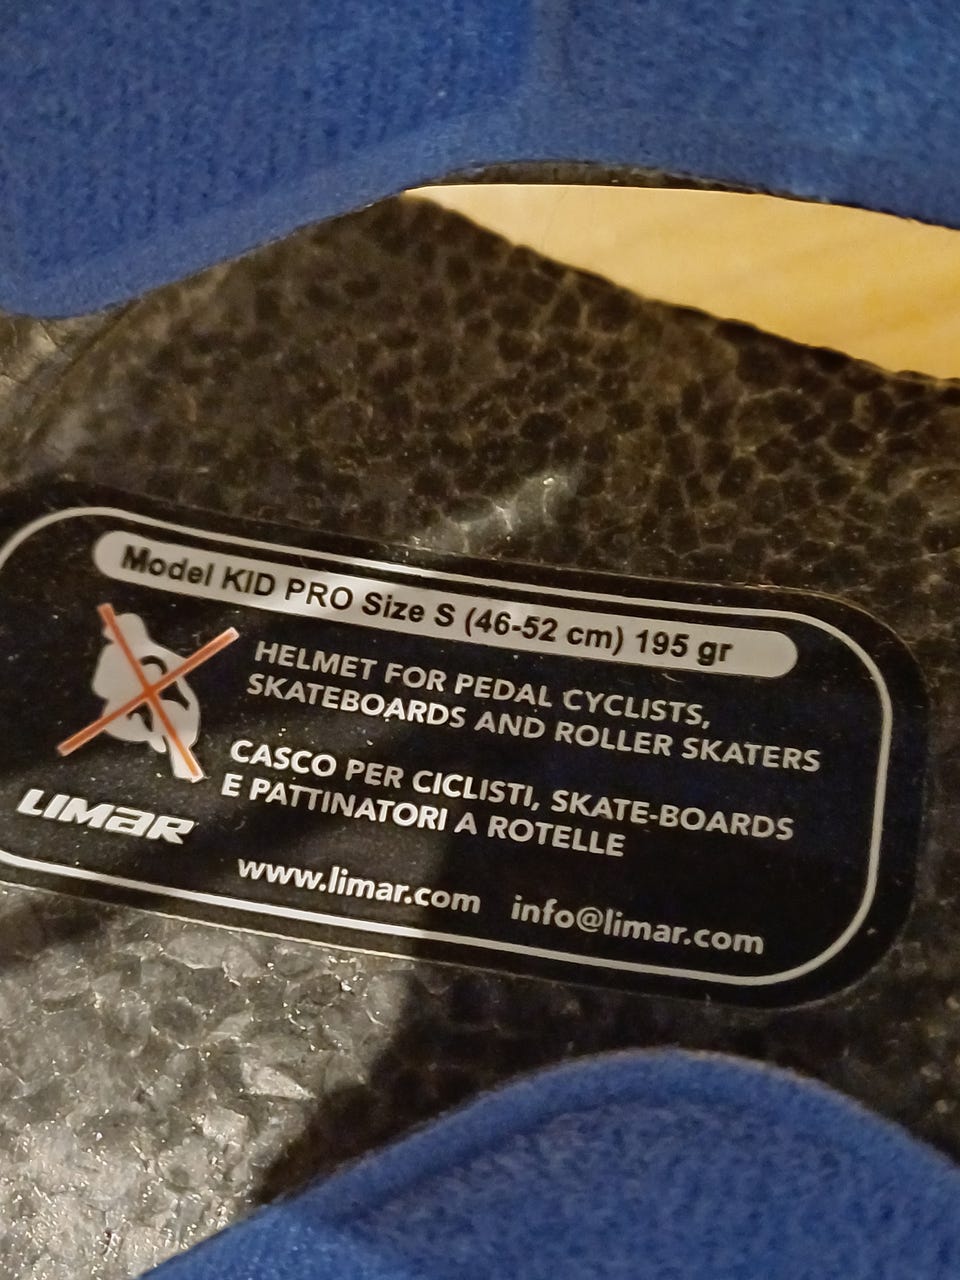 Model KID PRO Size S (46-52 cm) 195 gr
HELMET FOR PEDAL CYCLISTS,
SKATEBOARDS AND ROLLER SKATERS
CASCO PER CICLISTI, SKATE-BOARDS
E PATTINATORI A ROTELLE
LIMAR
www.limar.com info@limar.com